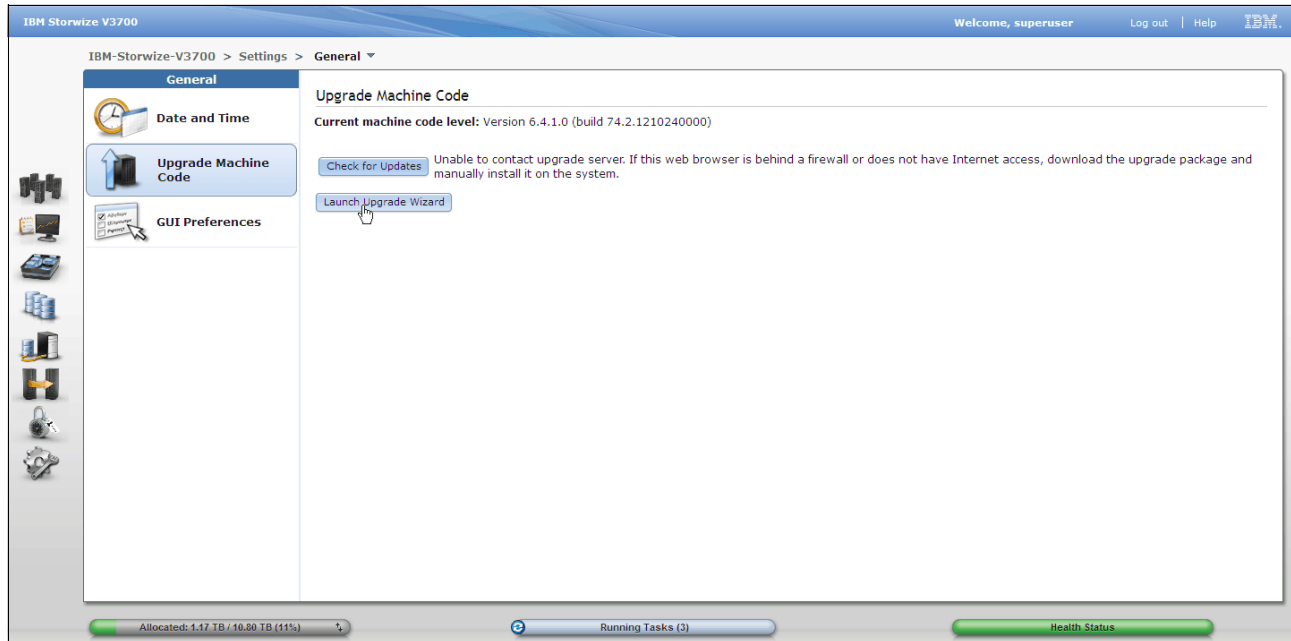 IBM Storwize V3700
Welcome, superuser
Log out | Help
IBM.
IBM-Storwize-V3700 > Settings > General
General
Date and Time
Upgrade Machine
Code
GUI Preferences
Upgrade Machine Code
Current machine code level: Version 6.4.1.0 (build 74.2.1210240000)
Check for Updates
Unable to contact upgrade server. If this web browser is behind a firewall or does not have Internet access, download the upgrade package and
manually install it on the system.
Launch Upgrade Wizard
Allocated: 1.17 TB / 10.80 TB (11%)
Running Tasks (3)
Health Status